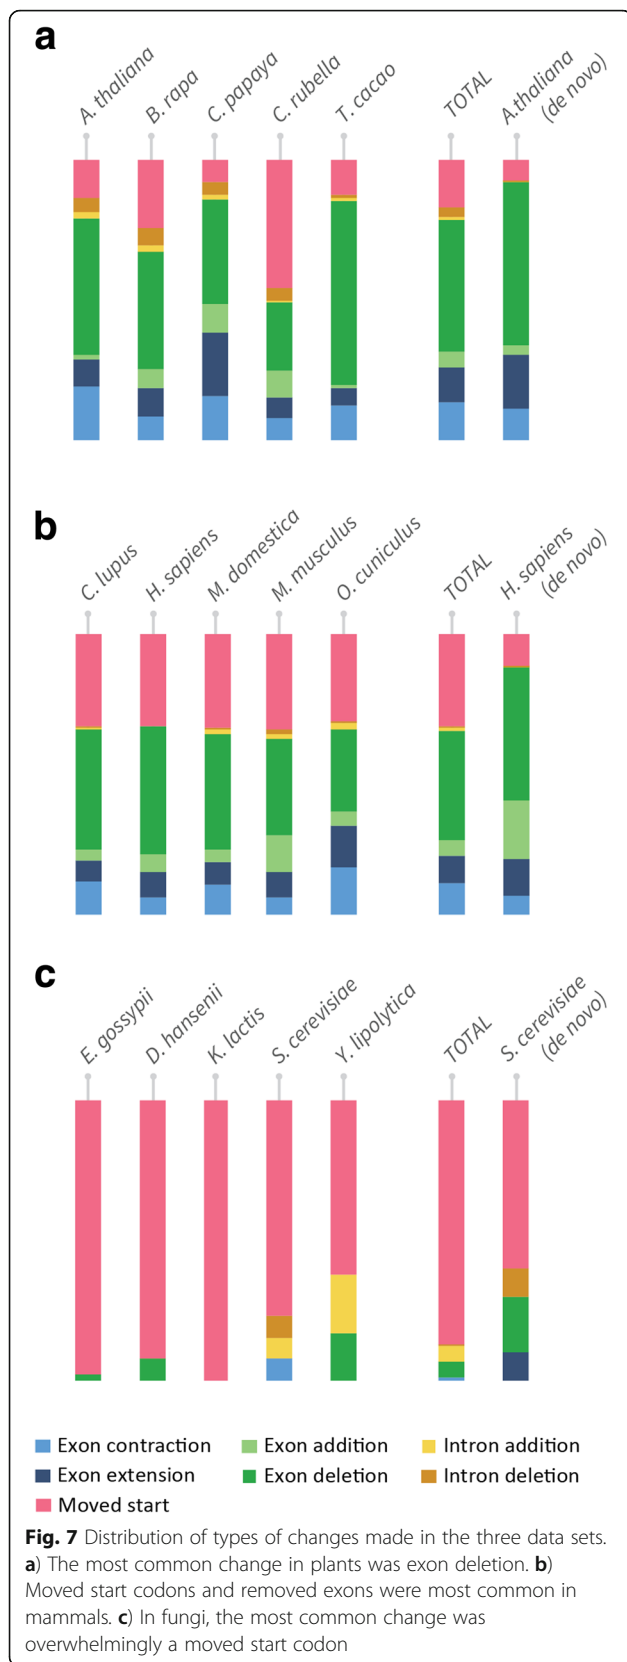 a
A. thaliana
B. rapa
C. papaya
C. rubella
T. cacao
TOTAL
A.thaliana
(de novo)
b
C. lupus
H. sapiens
M. domestica
M. musculus
O. cuniculus
TOTAL
H. sapiens
(de novo)
c
E. gossypii
D. hansenii
K. lactis
S. cerevisiae
Y. lipolytica
TOTAL
S. cerevisiae
(de novo)
Exon contraction Exon addition Intron addition
Exon extension Exon deletion Intron deletion
Moved start
Fig. 7 Distribution of types of changes made in the three data sets.
a) The most common change in plants was exon deletion. b)
Moved start codons and removed exons were most common in
mammals. c) In fungi, the most common change was
overwhelmingly a moved start codon